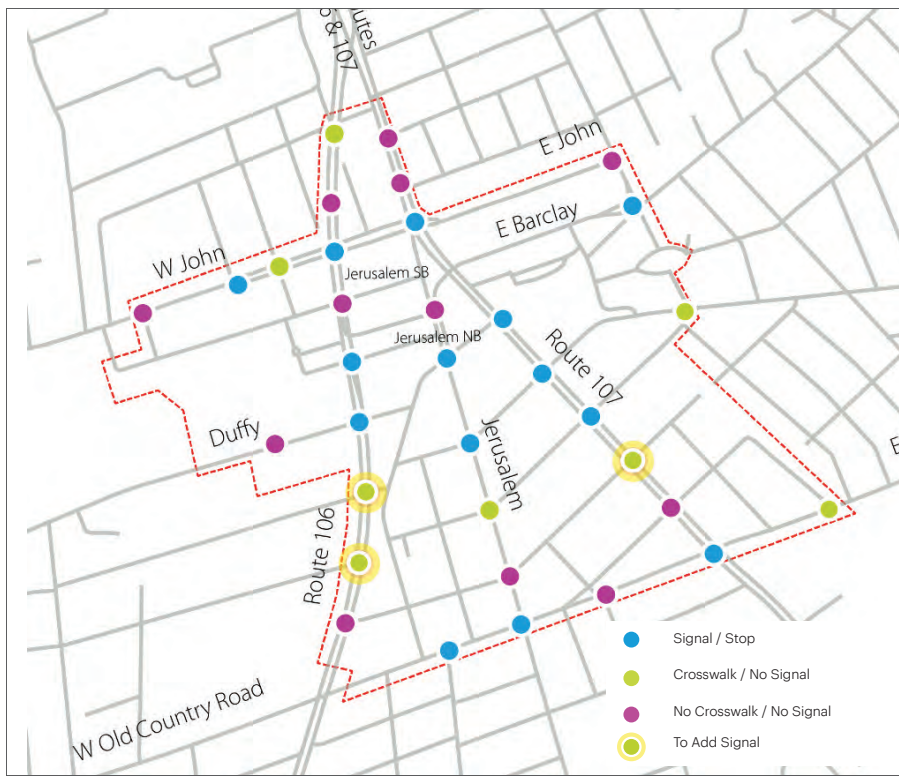 & 107
utes
E John
E Barclay
W John
Jerusalem SB
Jerusalem NB
Route 107
Duffy
Jerusalem
E
Route 106
W Old Country Road
Signal / Stop
Crosswalk / No Signal
No Crosswalk / No Signal
To Add Signal